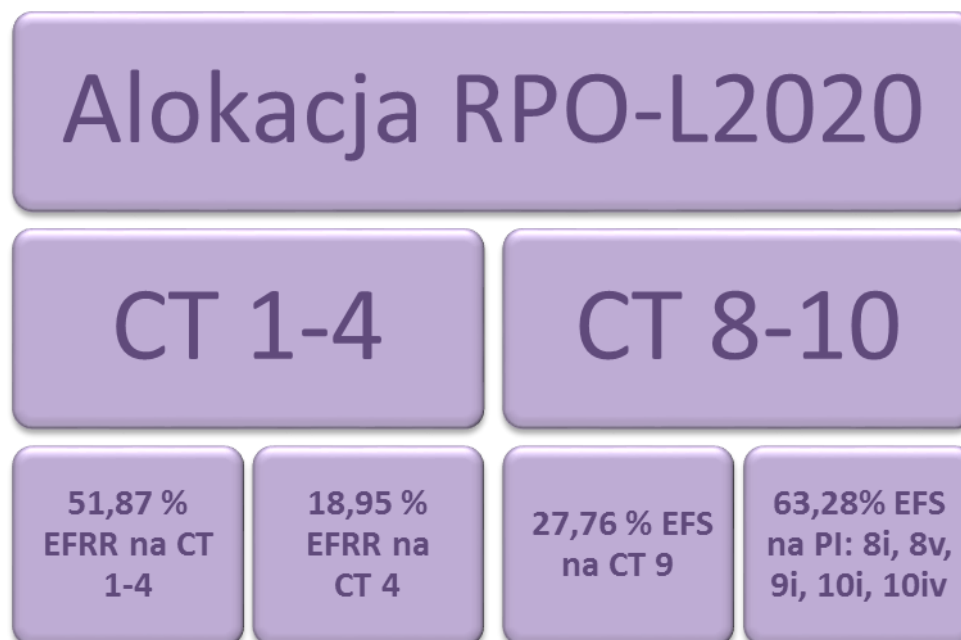 Alokacja RPO-L2020
CT 1-4
CT 8-10
51,87 %
EFRR na CT
1-4
18,95 %
EFRR na
CT 4
27,76 % EFS
na CT 9
63,28% EFS
na PI: 8i, 8v,
9i, 10i, 10iv